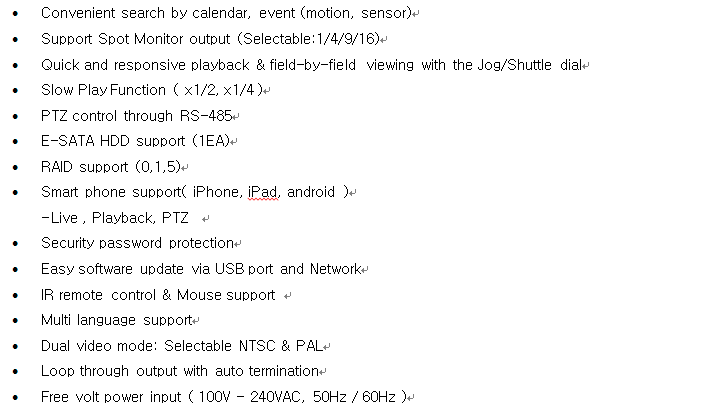 • Convenient search by calendar, event (motion, sensor)↵
• Support Spot Monitor output (Selectable:1/4/9/16)↵
• Quick and responsive playback & field-by-field viewing with the Jog/Shuttle dial↵
• Slow Play Function ( x1/2, x1/4 )↵
• PTZ control through RS-485↵
• E-SATA HDD support (1EA)↵
• RAID support (0,1,5)↵
• Smart phone support( iPhone, iPad, android )↵
-Live , Playback, PTZ ↵
• Security password protection↵
• Easy software update via USB port and Network↵
• IR remote control & Mouse support ↵
• Multi language support↵
• Dual video mode: Selectable NTSC & PAL↵
• Loop through output with auto termination↵
• Free volt power input ( 100V - 240VAC, 50Hz / 60Hz )↵